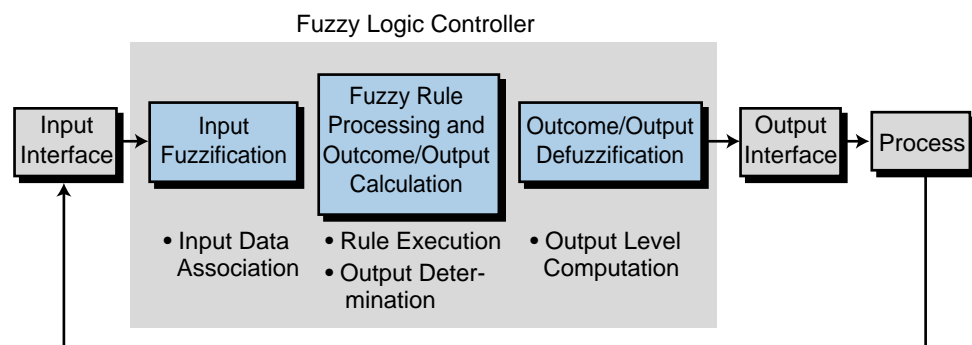 Fuzzy Logic Controller
Input
Interface
Input
Fuzzification
Fuzzy Rule
Processing and
Outcome/Output
Calculation
Outcome/Output
Defuzzification
Output
Interface
Process
• Input Data
Association
• Rule Execution
• Output Deter-
mination
• Output Level
Computation